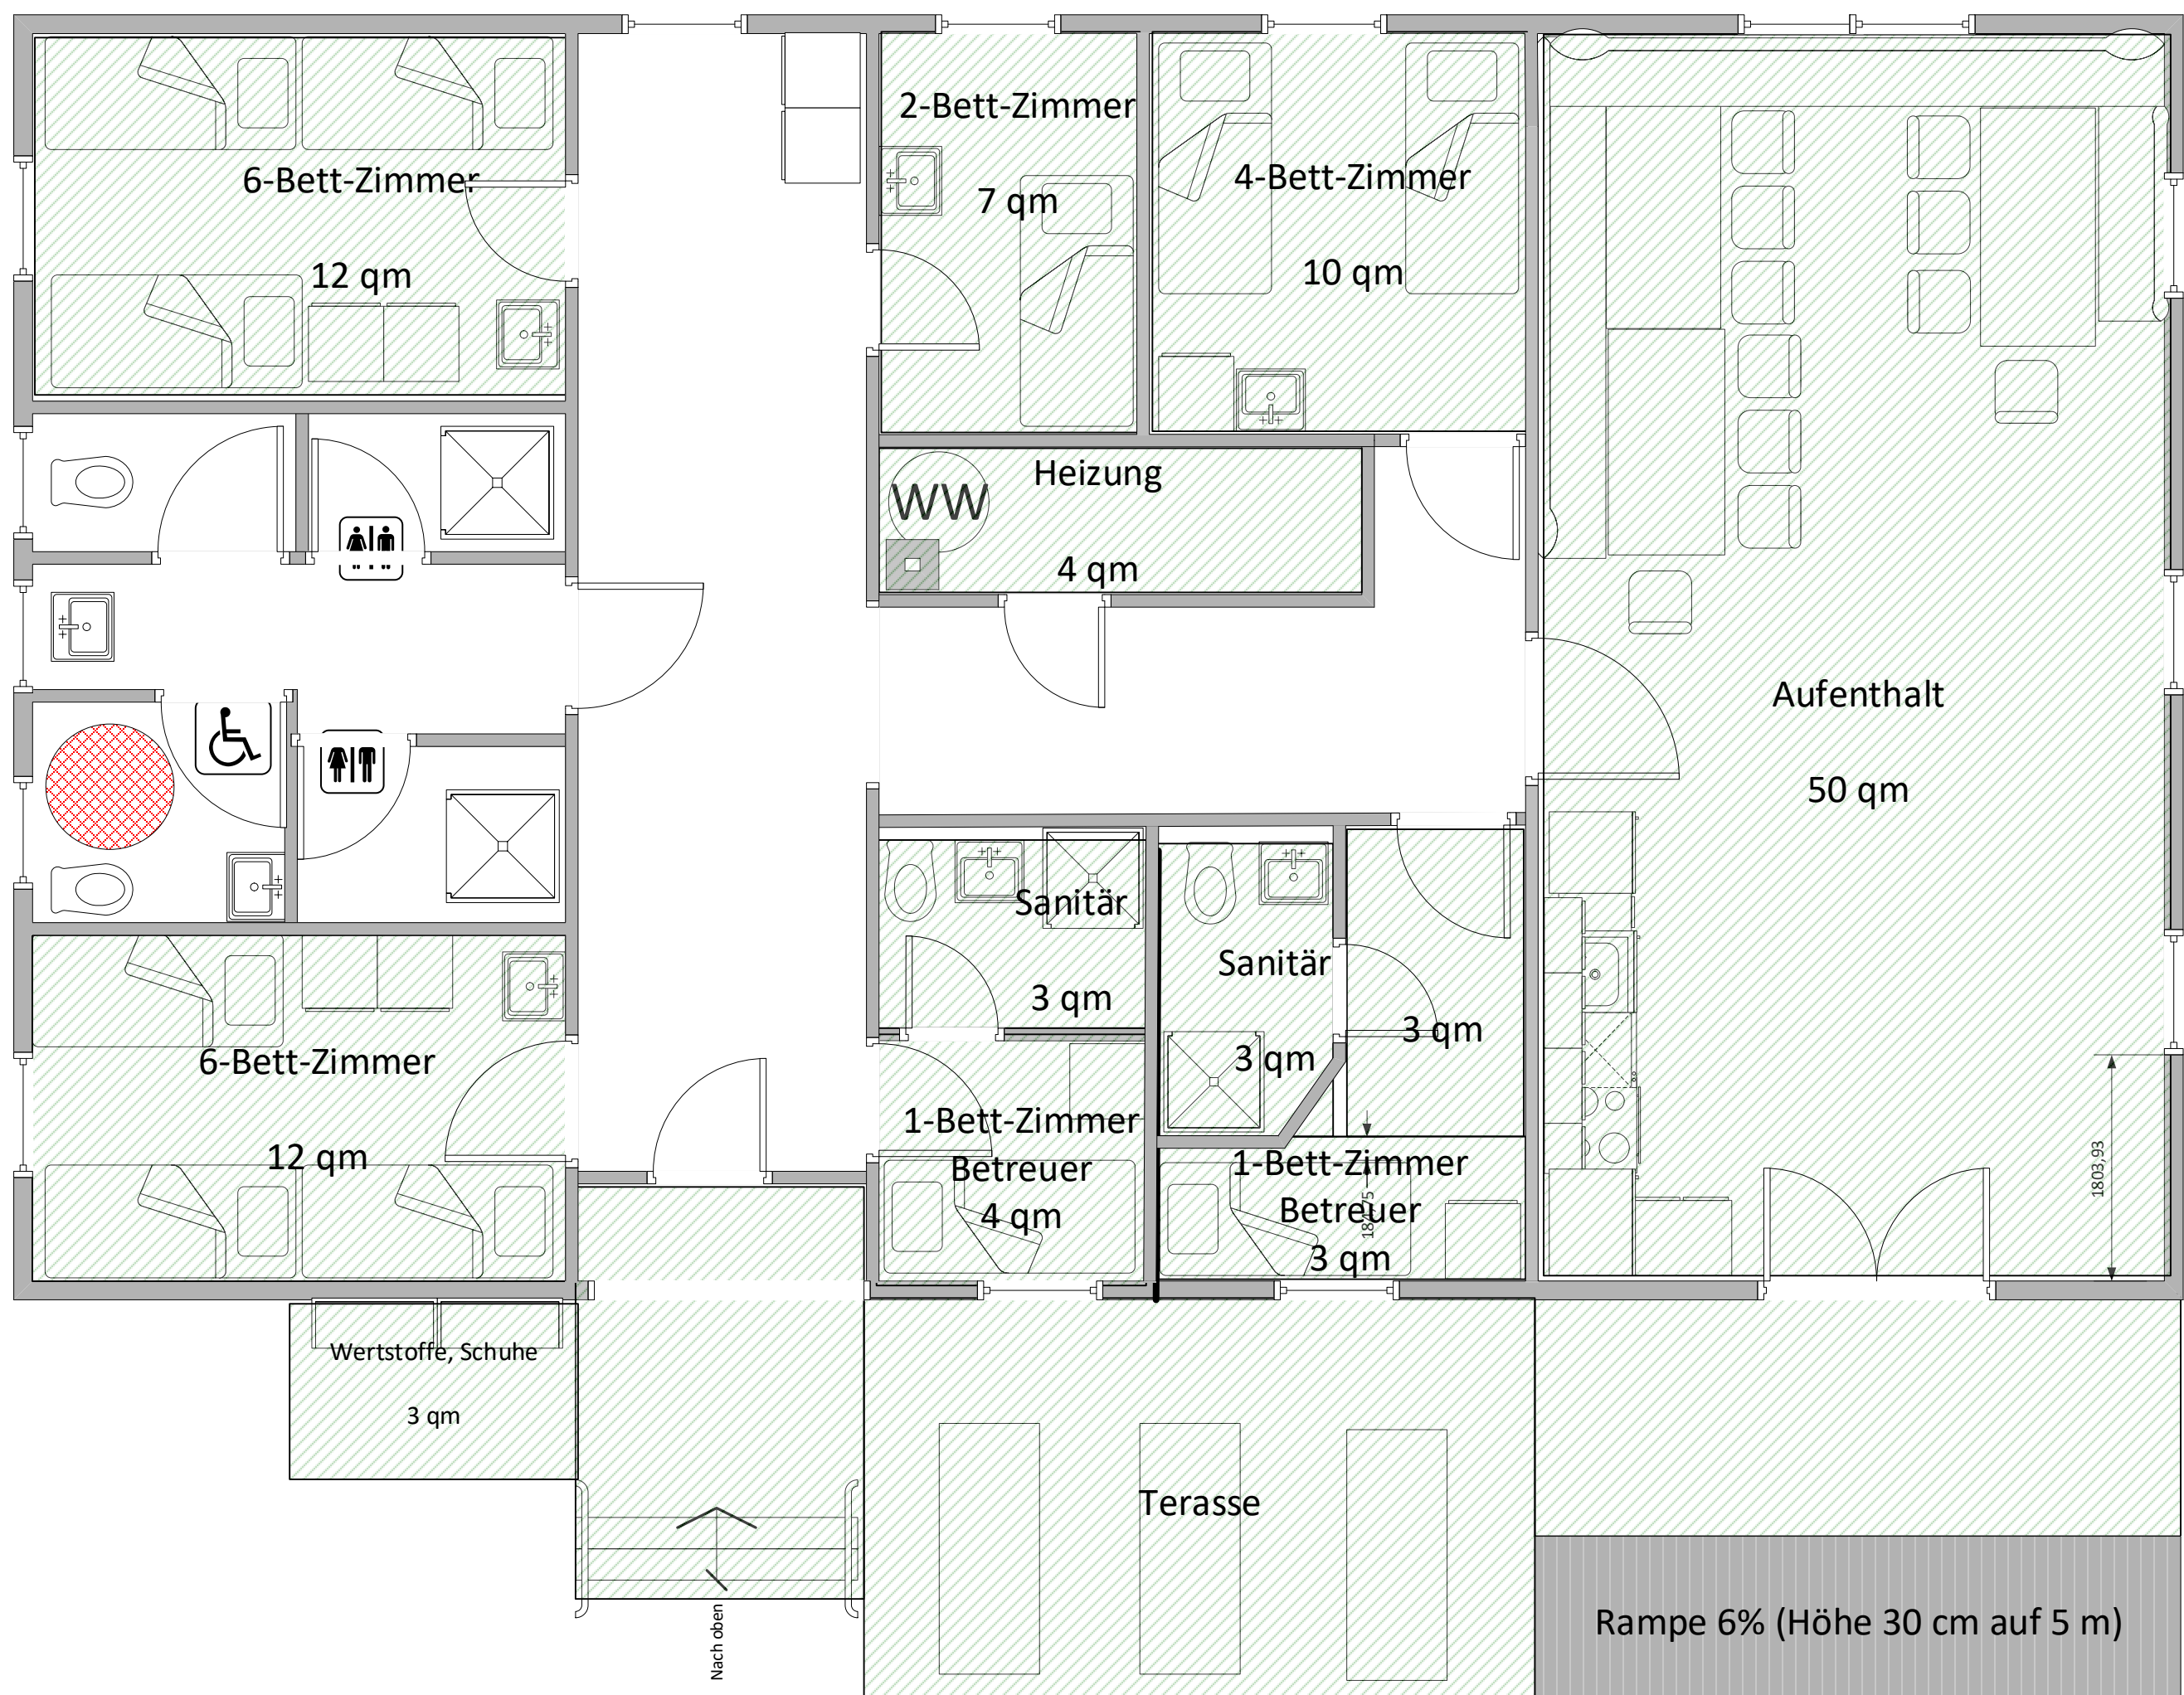 2-Bett-Zimmer
7 qm
6-Bett-Zimmer
12 qm
4-Bett-Zimmer
10 qm
Heizung
WW
4 qm
Aufenthalt
50 qm
Sanitär
3 qm
Sanitär
3 qm
3 qm
6-Bett-Zimmer
12 qm
1-Bett-Zimmer
Betreuer
4 qm
1-Bett-Zimmer
Betreuer
3 qm
1803,93
Wertstoffe, Schuhe
3 qm
Terasse
Nach oben
Rampe 6% (Höhe 30 cm auf 5 m)